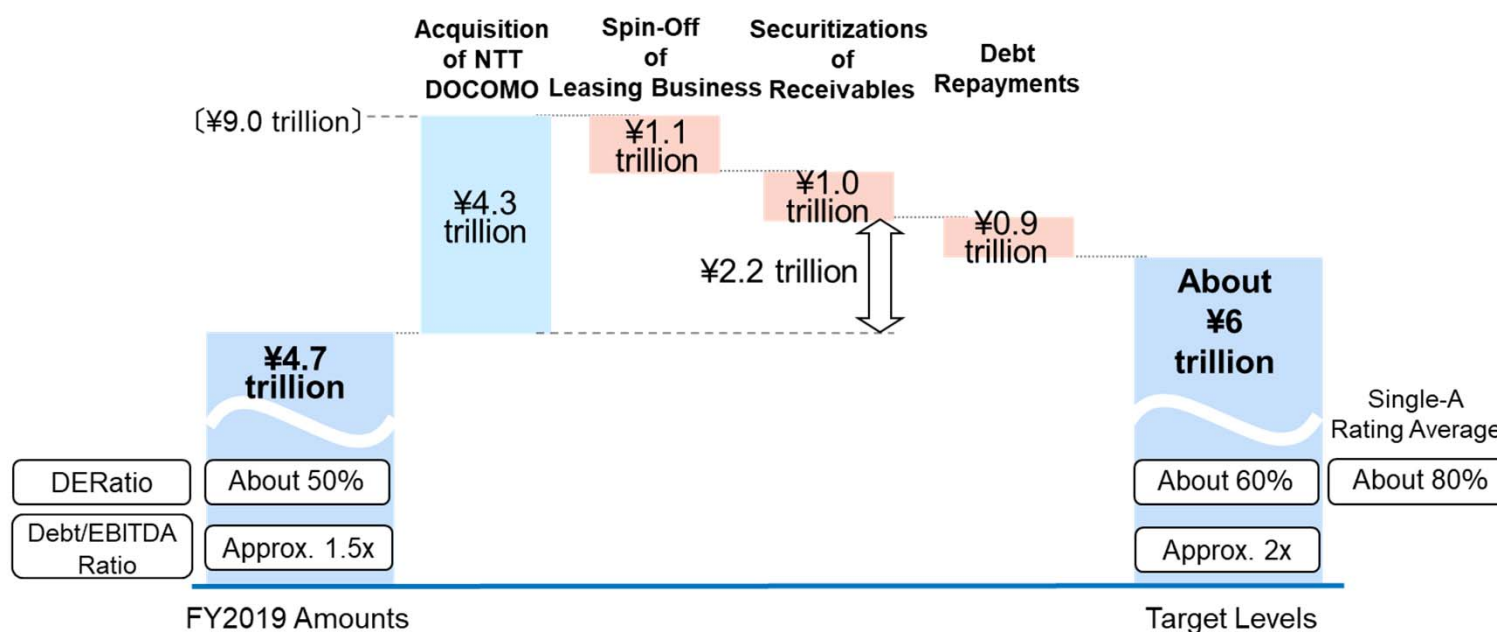 Acquisition
of NTT
DOCOMO
Spin-Off
of
Leasing Business
Securitizations
of
Receivables
Debt
Repayments
〔¥9.0 trillion〕
¥4.3
trillion
¥1.1
trillion
¥1.0
trillion
¥0.9
trillion
¥2.2 trillion
¥4.7
trillion
About
¥6
trillion
Single-A
Rating Average
DERatio
About 50%
About 60%
About 80%
Debt/EBITDA
Ratio
Approx. 1.5x
Approx. 2x
FY2019 Amounts
Target Levels